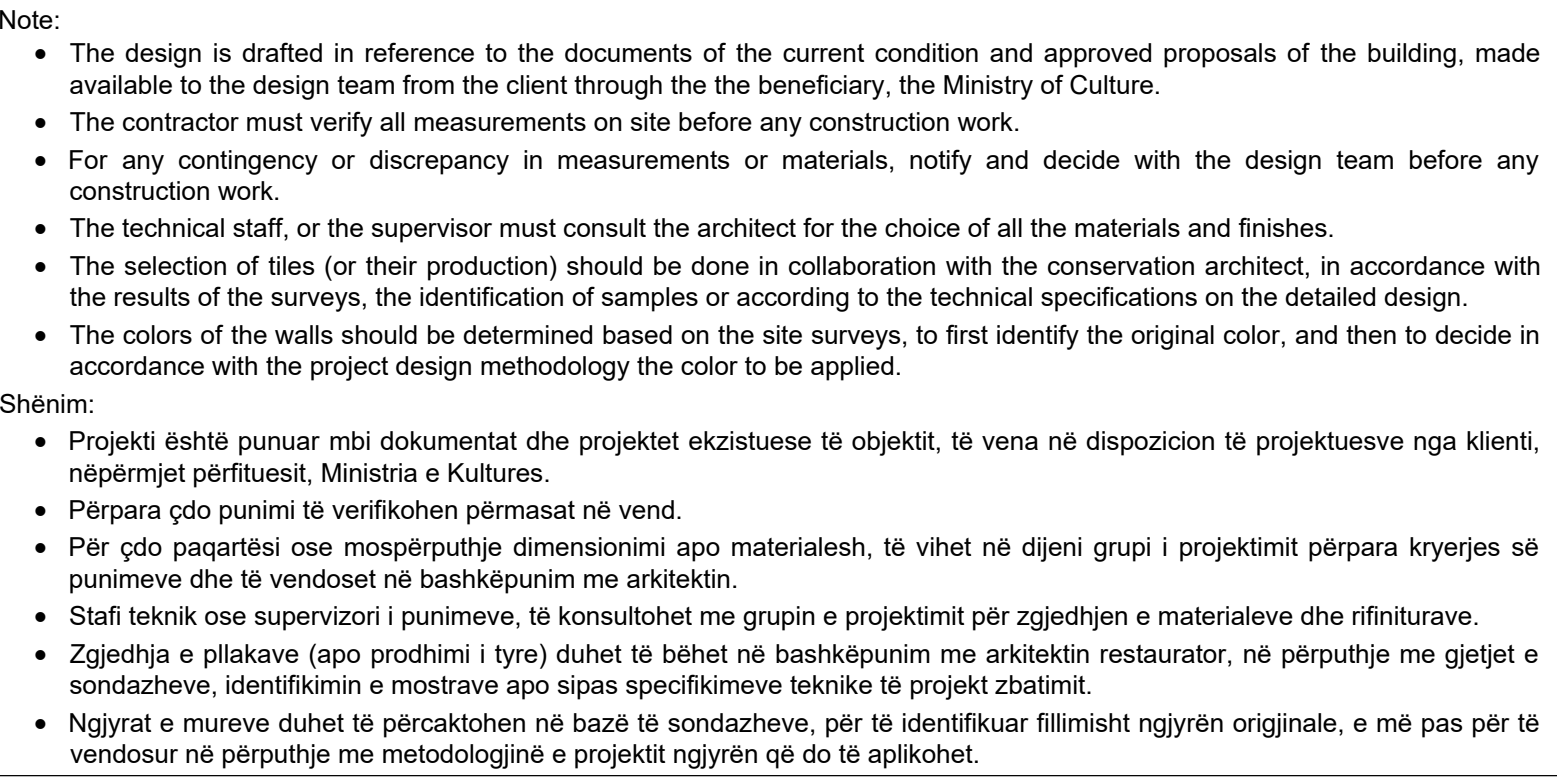 Note:
• The design is drafted in reference to the documents of the current condition and approved proposals of the building, made
available to the design team from the client through the the beneficiary, the Ministry of Culture.
• The contractor must verify all measurements on site before any construction work.
• For any contingency or discrepancy in measurements or materials, notify and decide with the design team before any
construction work.
• The technical staff, or the supervisor must consult the architect for the choice of all the materials and finishes.
• The selection of tiles (or their production) should be done in collaboration with the conservation architect, in accordance with
the results of the surveys, the identification of samples or according to the technical specifications on the detailed design.
• The colors of the walls should be determined based on the site surveys, to first identify the original color, and then to decide in
accordance with the project design methodology the color to be applied.
Shënim:
• Projekti është punuar mbi dokumentat dhe projektet ekzistuese të objektit, të vena në dispozicion të projektuesve nga klienti,
nëpërmjet përfituesit, Ministria e Kultures.
• Përpara çdo punimi të verifikohen përmasat në vend.
• Për çdo paqartësi ose mospërputhje dimensionimi apo materialesh, të vihet në dijeni grupi i projektimit përpara kryerjes së
punimeve dhe të vendoset në bashkëpunim me arkitektin.
• Stafi teknik ose supervizori i punimeve, të konsultohet me grupin e projektimit për zgjedhjen e materialeve dhe rifiniturave.
• Zgjedhja e pllakave (apo prodhimi i tyre) duhet të bëhet në bashkëpunim me arkitektin restaurator, në përputhje me gjetjet e
sondazheve, identifikimin e mostrave apo sipas specifikimeve teknike të projekt zbatimit.
• Ngjyrat e mureve duhet të përcaktohen në bazë të sondazheve, për të identifikuar fillimisht ngjyrën origjinale, e më pas për të
vendosur në përputhje me metodologjinë e projektit ngjyrën që do të aplikohet.